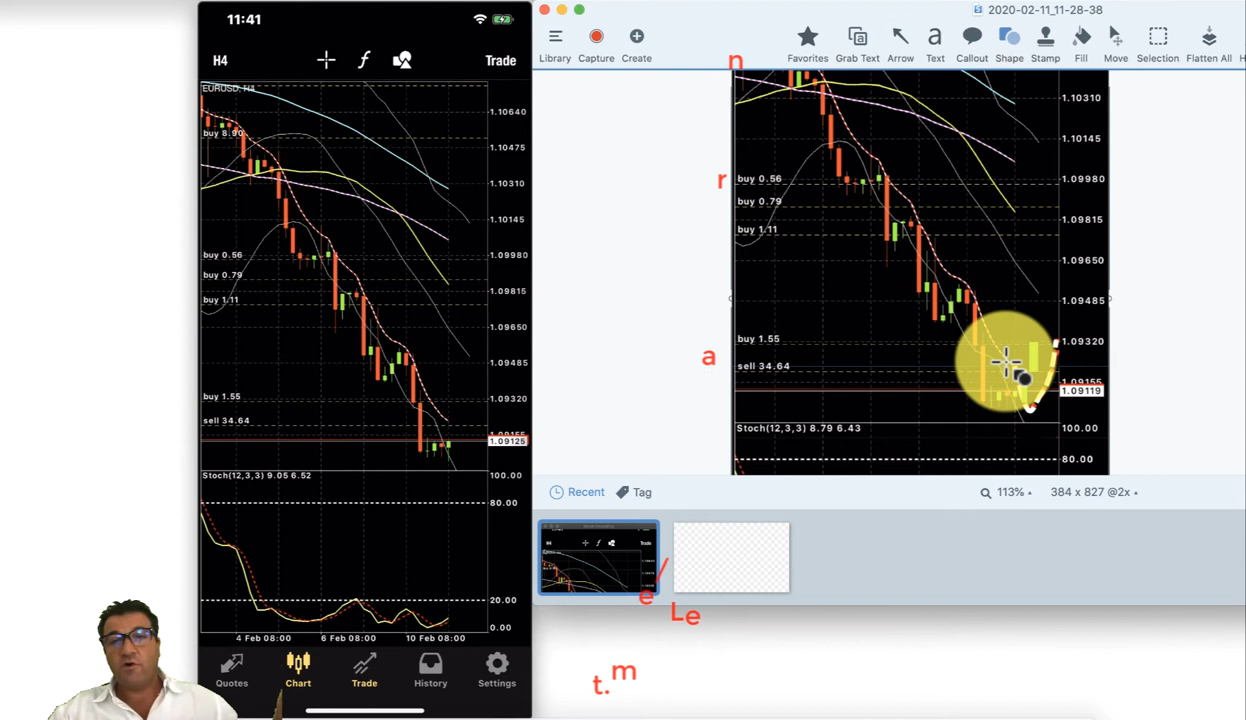 11:41
H4
Trade
EURUSD, H4
buy 8.90
buy 0.56
buy 0.79
buy 1.11
buy 1.55
sell 34.64
1.10640
1.10475
1.10310
1.10145
1.09980
1.09815
1.09650
1.09485
1.09320
1.09155
1.09125
Stoch(12,3,3) 9.05 6.52
100.00
80.00
20.00
0.00
4 Feb 08:00
6 Feb 08:00
10 Feb 08:00
Quotes
Chart
Trade
History
Settings
2020-02-11_11-28-38
Library
Capture
Create
Favorites
Grab Text
Arrow
Text
Callout
Shape
Stamp
Fill
Move
Selection
Flatten All
H
n
r
a
buy 0.56
buy 0.79
buy 1.11
buy 1.55
sell 34.64
1.10310
1.10145
1.09980
1.09815
1.09650
1.09485
1.09320
1.09155
1.09119
Stoch(12,3,3) 8.79 6.43
100.00
80.00
Recent
Tag
113%
384 x 827 @2x
H4
Trade
/
e
Le
m
t.